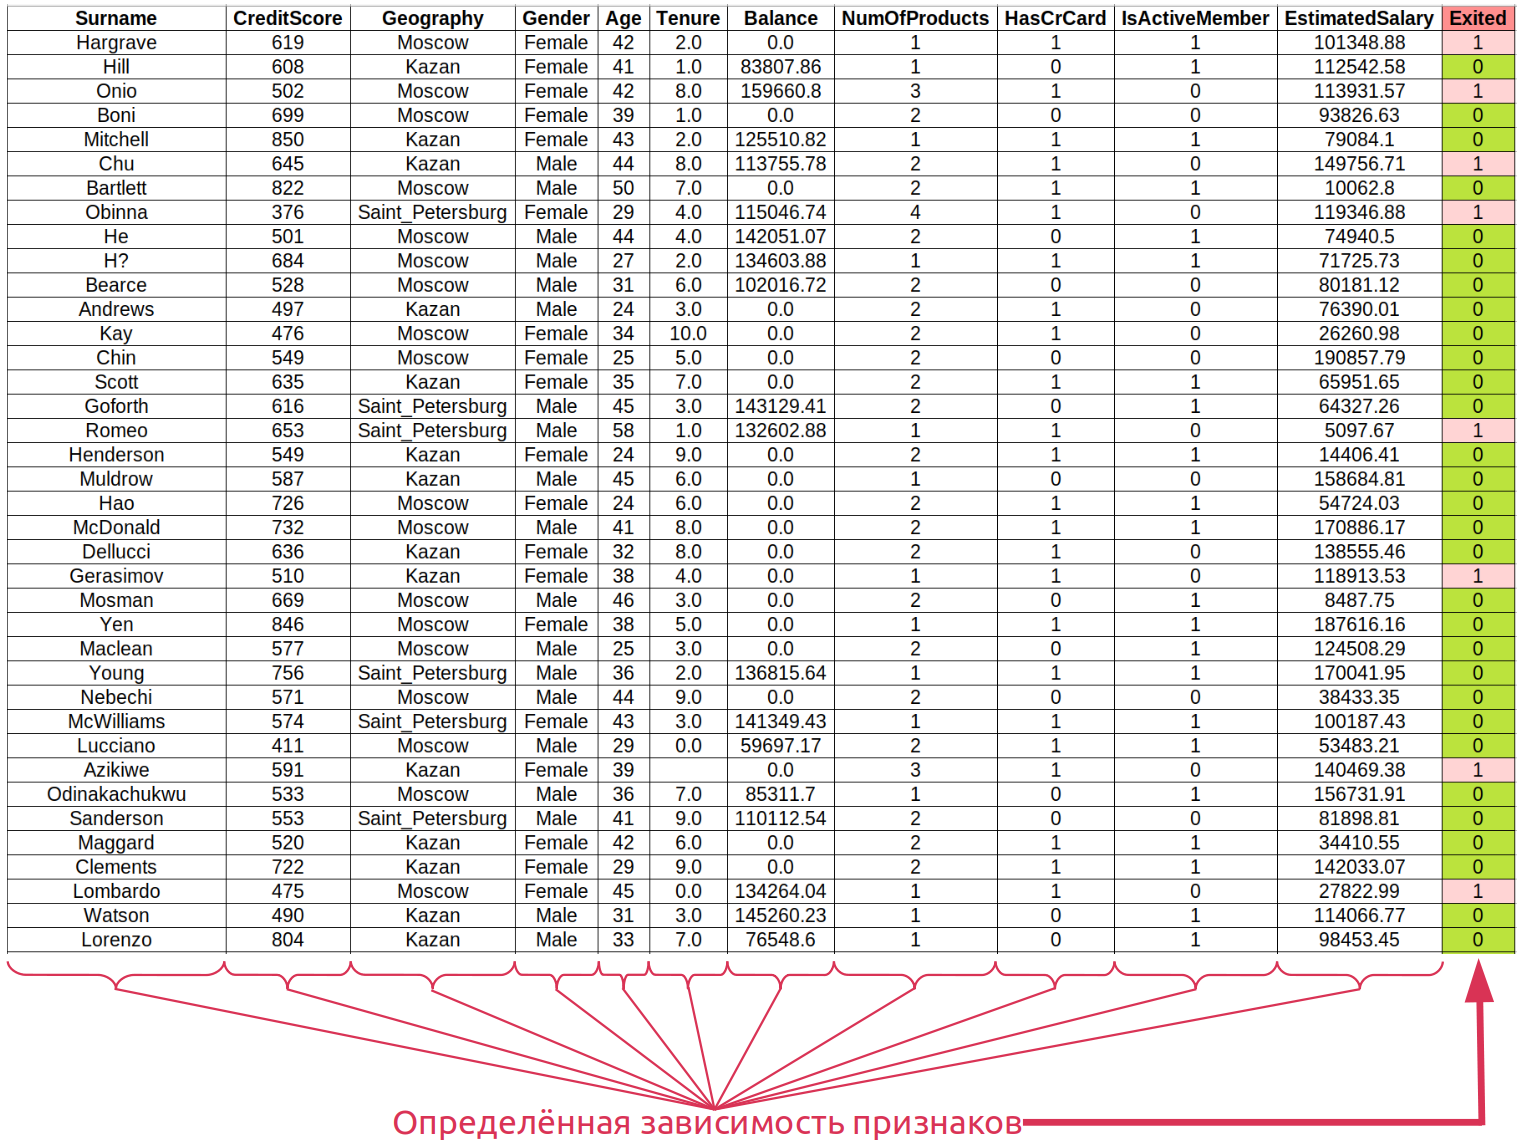 Surname CreditScore Geography Gender Age Tenure Balance NumOfProducts HasCrCard IsActiveMember EstimatedSalary Exited
Hargrave 619 Moscow Female 42 2.0 0.0 1 1 1 101348.88 1
Hill 608 Kazan Female 41 1.0 83807.86 1 0 1 112542.58 0
Onio 502 Moscow Female 42 8.0 159660.8 3 1 0 113931.57 1
Boni 699 Moscow Female 39 1.0 0.0 2 0 0 93826.63 0
Mitchell 850 Kazan Female 43 2.0 125510.82 1 1 1 79084.1 0
Chu 645 Kazan Male 44 8.0 113755.78 2 1 0 149756.71 1
Bartlett 822 Moscow Male 50 7.0 0.0 2 1 1 10062.8 0
Obinna 376 Saint_Petersburg Female 29 4.0 115046.74 4 1 0 119346.88 1
He 501 Moscow Male 44 4.0 142051.07 2 0 1 74940.5 0
H? 684 Moscow Male 27 2.0 134603.88 1 1 1 71725.73 0
Bearce 528 Moscow Male 31 6.0 102016.72 2 0 0 80181.12 0
Andrews 497 Kazan Male 24 3.0 0.0 2 1 0 76390.01 0
Kay 476 Moscow Female 34 10.0 0.0 2 1 0 26260.98 0
Chin 549 Moscow Female 25 5.0 0.0 2 0 0 190857.79 0
Scott 635 Kazan Female 35 7.0 0.0 2 1 1 65951.65 0
Goforth 616 Saint_Petersburg Male 45 3.0 143129.41 2 0 1 64327.26 0
Romeo 653 Saint_Petersburg Male 58 1.0 132602.88 1 1 0 5097.67 1
Henderson 549 Kazan Female 24 9.0 0.0 2 1 1 14406.41 0
Muldrow 587 Kazan Male 45 6.0 0.0 1 0 0 158684.81 0
Hao 726 Moscow Female 24 6.0 0.0 2 1 1 54724.03 0
McDonald 732 Moscow Male 41 8.0 0.0 2 1 1 170886.17 0
Dellucci 636 Kazan Female 32 8.0 0.0 2 1 0 138555.46 0
Gerasimov 510 Kazan Female 38 4.0 0.0 1 1 0 118913.53 1
Mosman 669 Moscow Male 46 3.0 0.0 2 0 1 8487.75 0
Yen 846 Moscow Female 38 5.0 0.0 1 1 1 187616.16 0
Maclean 577 Moscow Male 25 3.0 0.0 2 0 1 124508.29 0
Young 756 Saint_Petersburg Male 36 2.0 136815.64 1 1 1 170041.95 0
Nebechi 571 Moscow Male 44 9.0 0.0 2 0 0 38433.35 0
McWilliams 574 Saint_Petersburg Female 43 3.0 141349.43 1 1 1 100187.43 0
Lucciano 411 Moscow Male 29 0.0 59697.17 2 1 1 53483.21 0
Azikiwe 591 Kazan Female 39 0.0 3 1 0 140469.38 1
Odinakachukwu 533 Moscow Male 36 7.0 85311.7 1 0 1 156731.91 0
Sanderson 553 Saint_Petersburg Male 41 9.0 110112.54 2 0 0 81898.81 0
Maggard 520 Kazan Female 42 6.0 0.0 2 1 1 34410.55 0
Clements 722 Kazan Female 29 9.0 0.0 2 1 1 142033.07 0
Lombardo 475 Moscow Female 45 0.0 134264.04 1 1 0 27822.99 1
Watson 490 Kazan Male 31 3.0 145260.23 1 0 1 114066.77 0
Lorenzo 804 Kazan Male 33 7.0 76548.6 1 0 1 98453.45 0
Определённая зависимость признаков